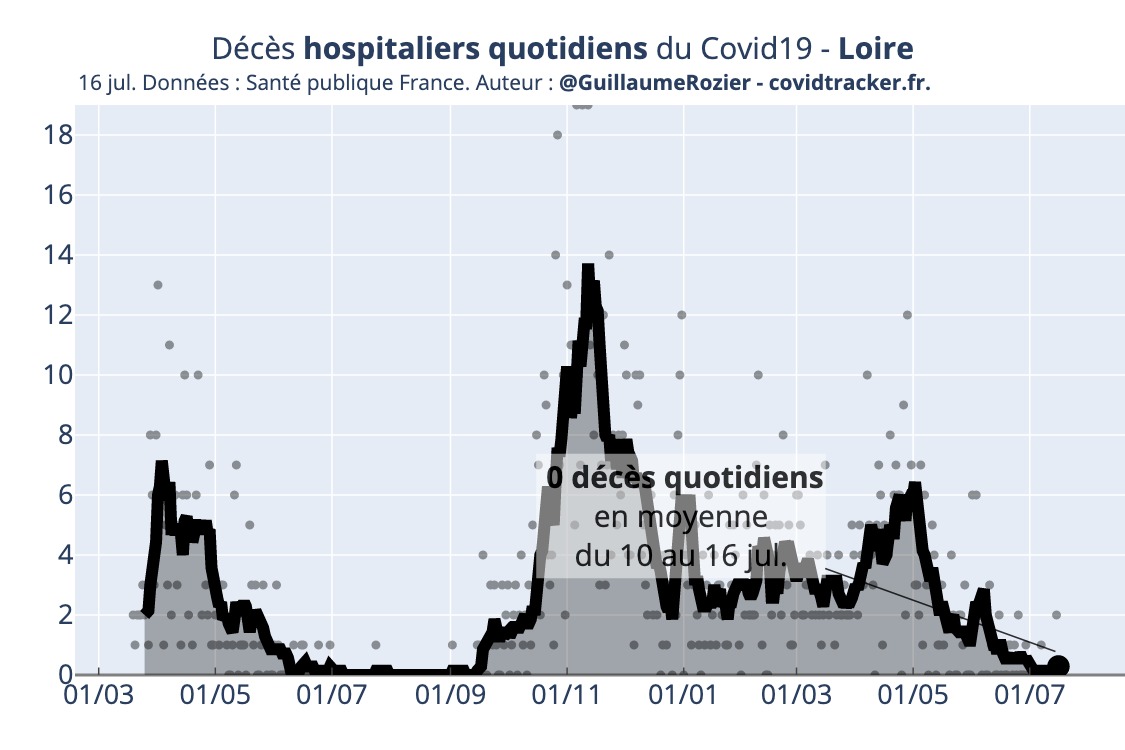 Décès hospitaliers quotidiens du Covid19 - Loire
16 jul. Données : Santé publique France. Auteur : @GuillaumeRozier - covidtracker.fr.
18
16
14
12
10
8
6
4
2
0
0 décès quotidiens
en moyenne
du 10 au 16 jul.
01/03 01/05 01/07 01/09 01/11 01/01 01/03 01/05 01/07